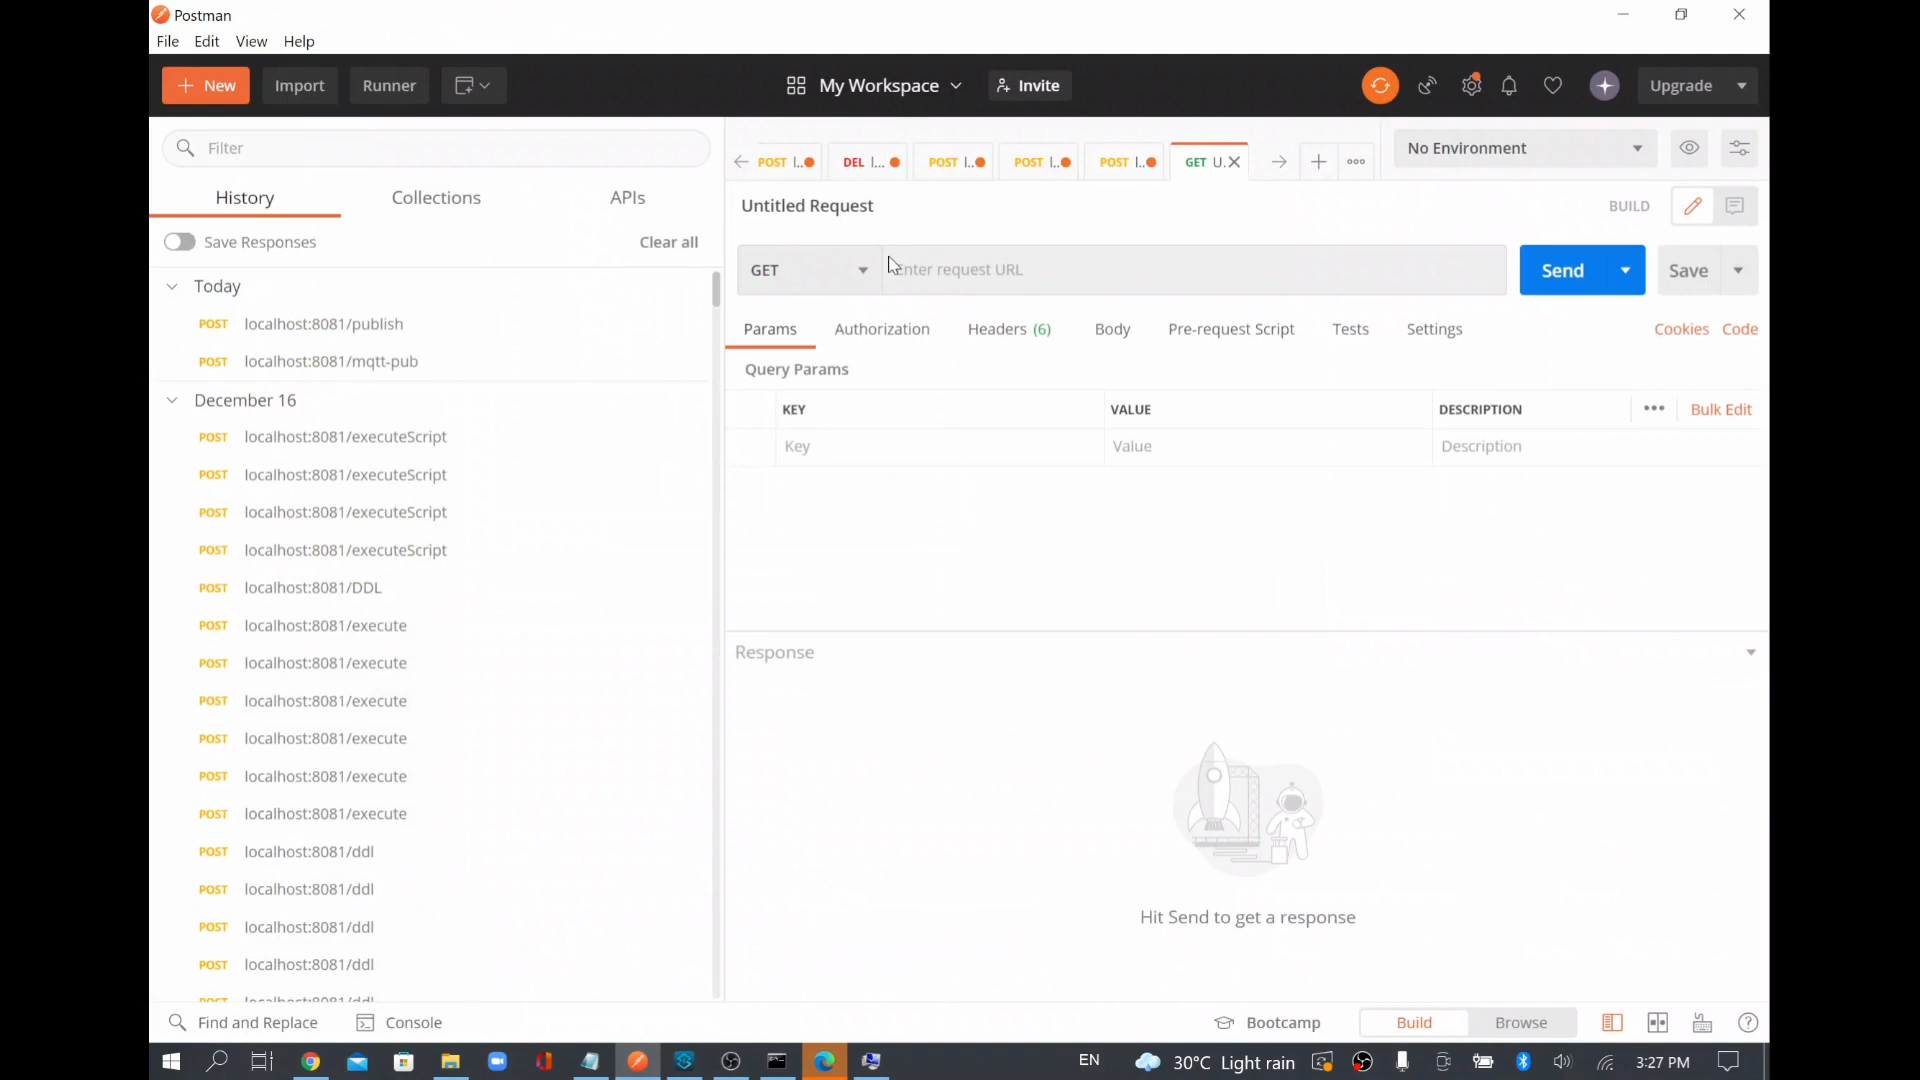 Postman
File Edit View Help
New Import Runner My Workspace Invite Upgrade
Filter
History Collections APIs
Save Responses Clear all
Today
POST localhost:8081/publish
POST localhost:8081/mqtt-pub
December 16
POST localhost:8081/executeScript
POST localhost:8081/executeScript
POST localhost:8081/executeScript
POST localhost:8081/executeScript
POST localhost:8081/DDL
POST localhost:8081/execute
POST localhost:8081/execute
POST localhost:8081/execute
POST localhost:8081/execute
POST localhost:8081/execute
POST localhost:8081/execute
POST localhost:8081/ddl
POST localhost:8081/ddl
POST localhost:8081/ddl
POST localhost:8081/ddl
POST localhost:8081/ddl
POST l.. DEL l... POST l.. POST l.. POST l.. GET U. No Environment
Untitled Request BUILD
GET Enter request URL Send Save
Params Authorization Headers (6) Body Pre-request Script Tests Settings Cookies Code
Query Params
KEY VALUE DESCRIPTION Bulk Edit
Key Value Description
Response
Hit Send to get a response
Find and Replace Console Bootcamp Build Browse
EN 30°C Light rain 3:27 PM